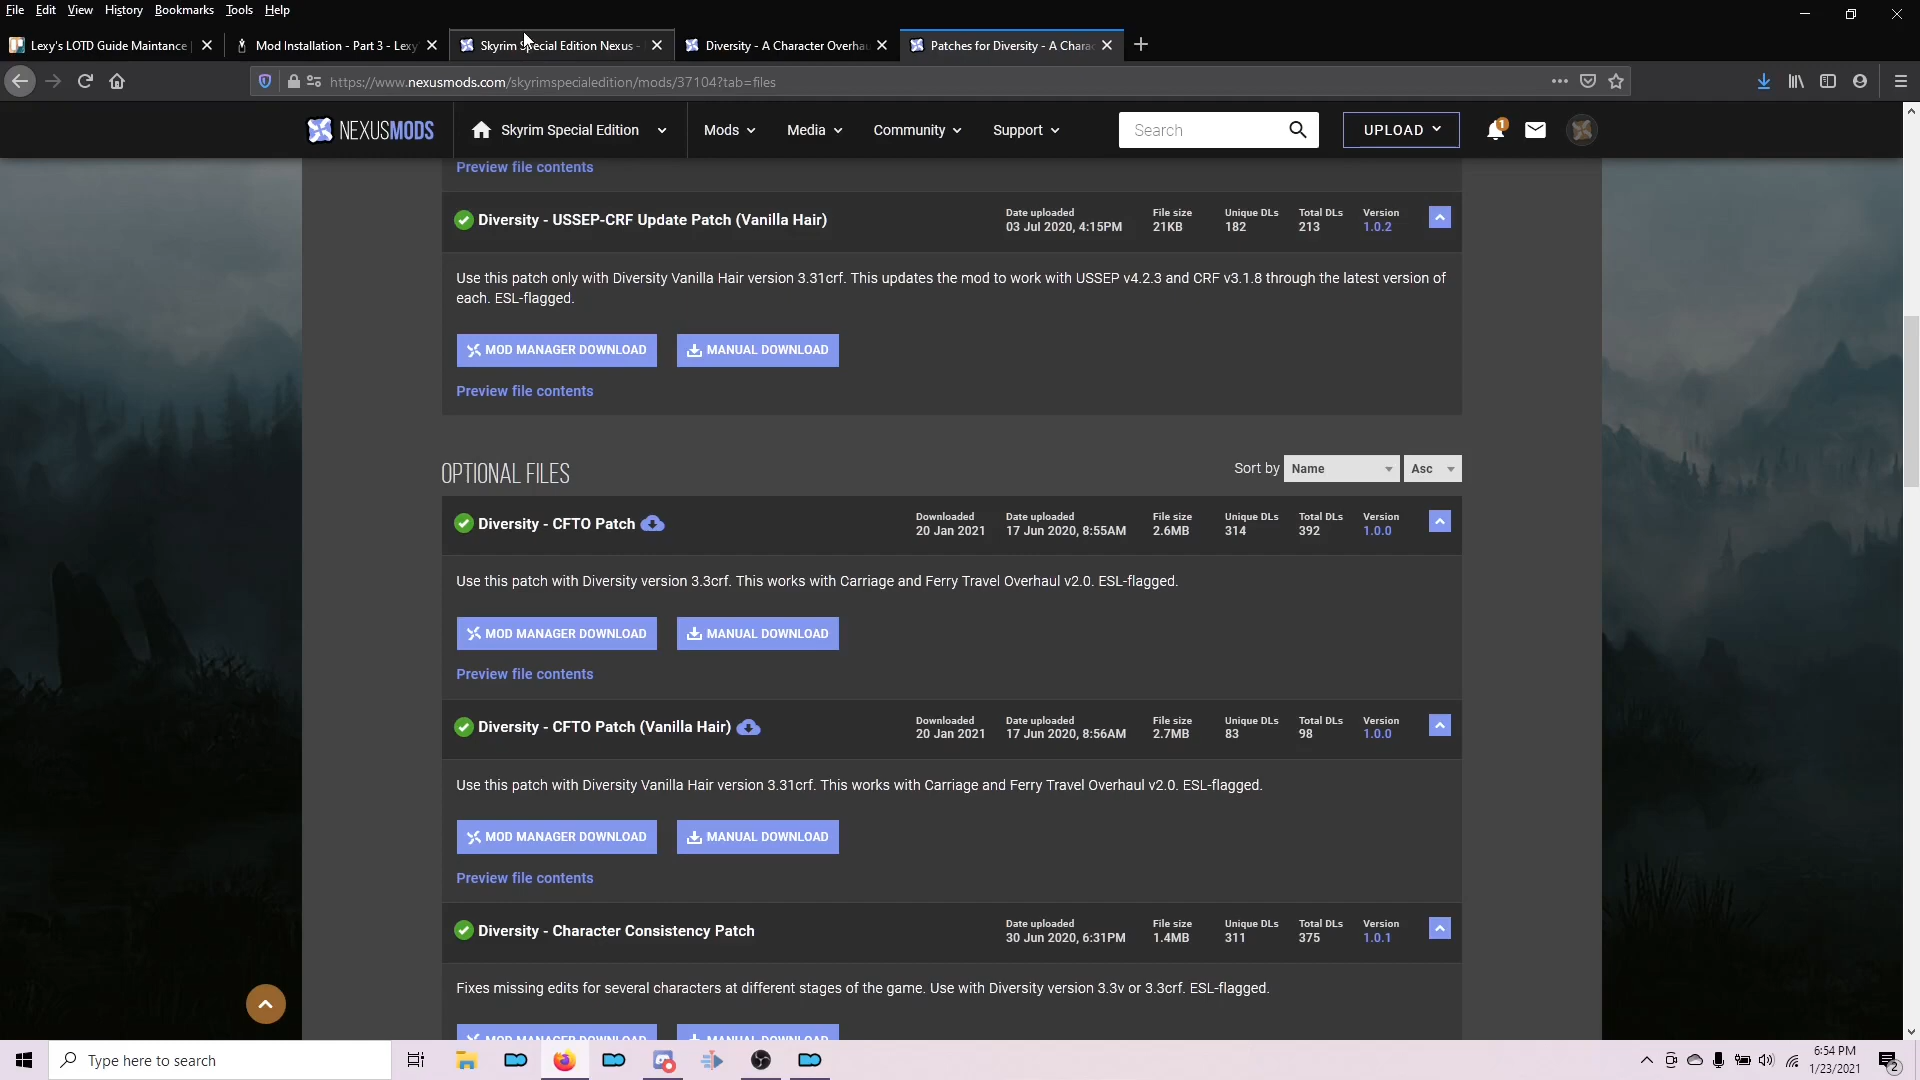 File Edit View History Bookmarks Tools Help
Lexy's LOTD Guide Maintance
Mod Installation - Part 3 - Lexy
Skyrim Special Edition Nexus -
Diversity - A Character Overhau
Patches for Diversity - A Chara
https://www.nexusmods.com/skyrimspecialedition/mods/37104?tab=files
NEXUSMODS
Skyrim Special Edition
Mods
Media
Community
Support
Search
UPLOAD
1
Preview file contents
Diversity - USSEP-CRF Update Patch (Vanilla Hair)
Date uploaded File size Unique DLs Total DLs Version
03 Jul 2020, 4:15PM 21KB 182 213 1.0.2
Use this patch only with Diversity Vanilla Hair version 3.31crf. This updates the mod to work with USSEP v4.2.3 and CRF v3.1.8 through the latest version of
each. ESL-flagged.
MOD MANAGER DOWNLOAD MANUAL DOWNLOAD
Preview file contents
OPTIONAL FILES
Sort by Name Asc
Diversity - CFTO Patch
Downloaded Date uploaded File size Unique DLs Total DLs Version
20 Jan 2021 17 Jun 2020, 8:55AM 2.6MB 314 392 1.0.0
Use this patch with Diversity version 3.3crf. This works with Carriage and Ferry Travel Overhaul v2.0. ESL-flagged.
MOD MANAGER DOWNLOAD MANUAL DOWNLOAD
Preview file contents
Diversity - CFTO Patch (Vanilla Hair)
Downloaded Date uploaded File size Unique DLs Total DLs Version
20 Jan 2021 17 Jun 2020, 8:56AM 2.7MB 83 98 1.0.0
Use this patch with Diversity Vanilla Hair version 3.31crf. This works with Carriage and Ferry Travel Overhaul v2.0. ESL-flagged.
MOD MANAGER DOWNLOAD MANUAL DOWNLOAD
Preview file contents
Diversity - Character Consistency Patch
Date uploaded File size Unique DLs Total DLs Version
30 Jun 2020, 6:31PM 1.4MB 311 375 1.0.1
Fixes missing edits for several characters at different stages of the game. Use with Diversity version 3.3v or 3.3crf. ESL-flagged.
MOD MANAGER DOWNLOAD MANUAL DOWNLOAD
Type here to search
6:54 PM
1/23/2021
2